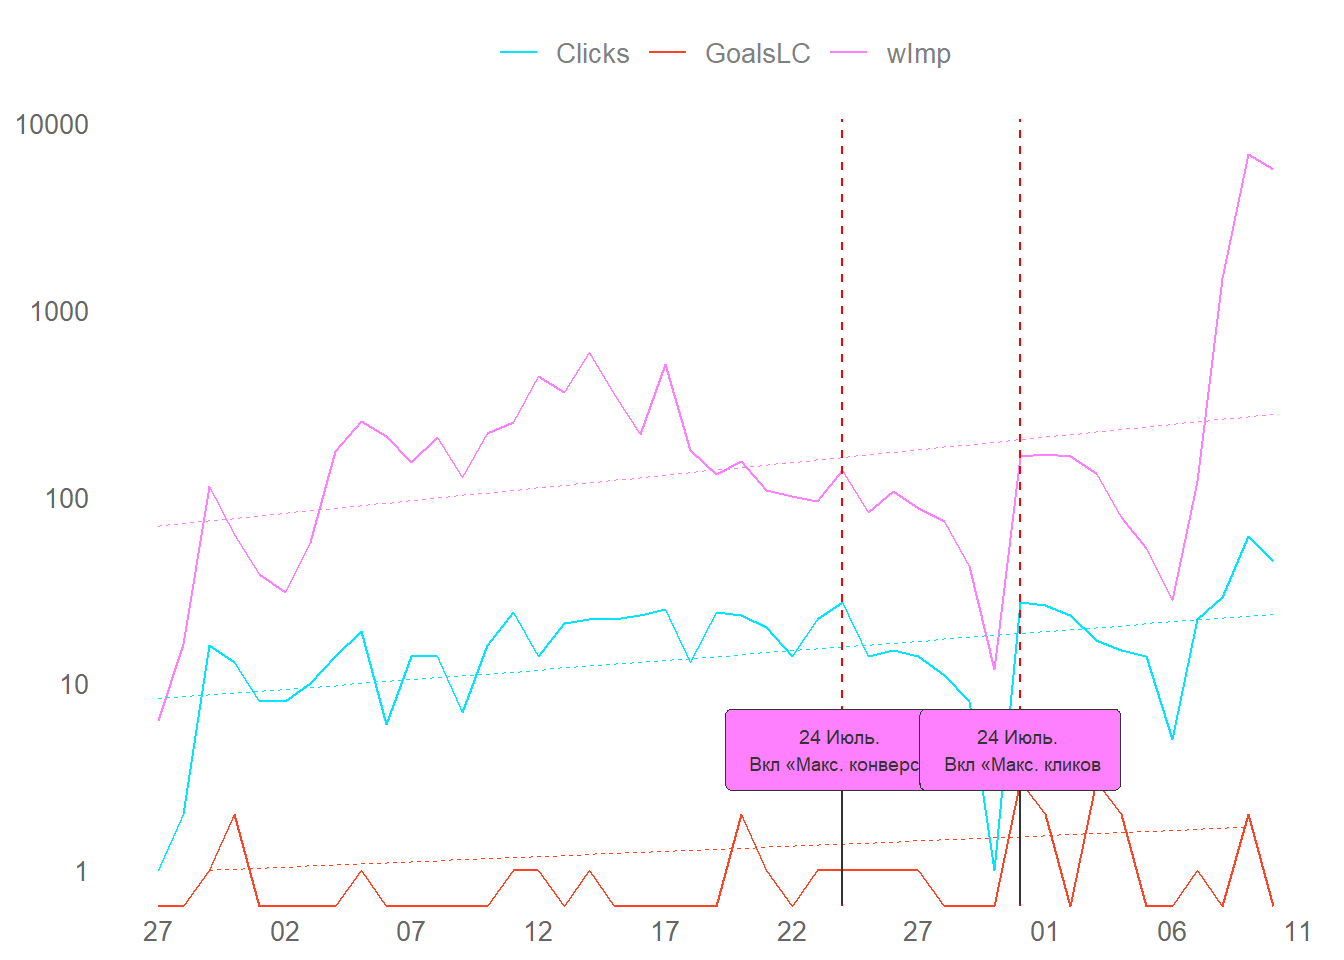 Clicks GoalsLC wImp
10000
1000
100
10
1
24 Июль.
Вкл «Макс. конверс
24 Июль.
Вкл «Макс. кликов
27 02 07 12 17 22 27 01 06 11